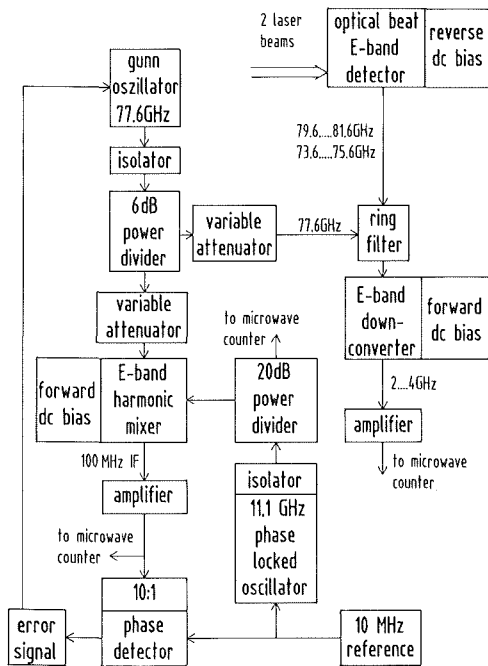 2 laser
beams
optical beat
E-band
detector
reverse
dc bias
gunn
oszillator
77.6GHz
79.6....81.6GHz
73.6....75.6GHz
isolator
6dB
power
divider
variable
attenuator
77.6GHz
ring
filter
variable
attenuator
to microwave
counter
E-band
down-
converter
forward
dc bias
forward
dc bias
E-band
harmonic
mixer
20dB
power
divider
2....4GHz
amplifier
100 MHz IF
amplifier
isolator
11.1 GHz
phase
locked
oscillator
to microwave
counter
to microwave
counter
10:1
phase
detector
error
signal
10 MHz
reference